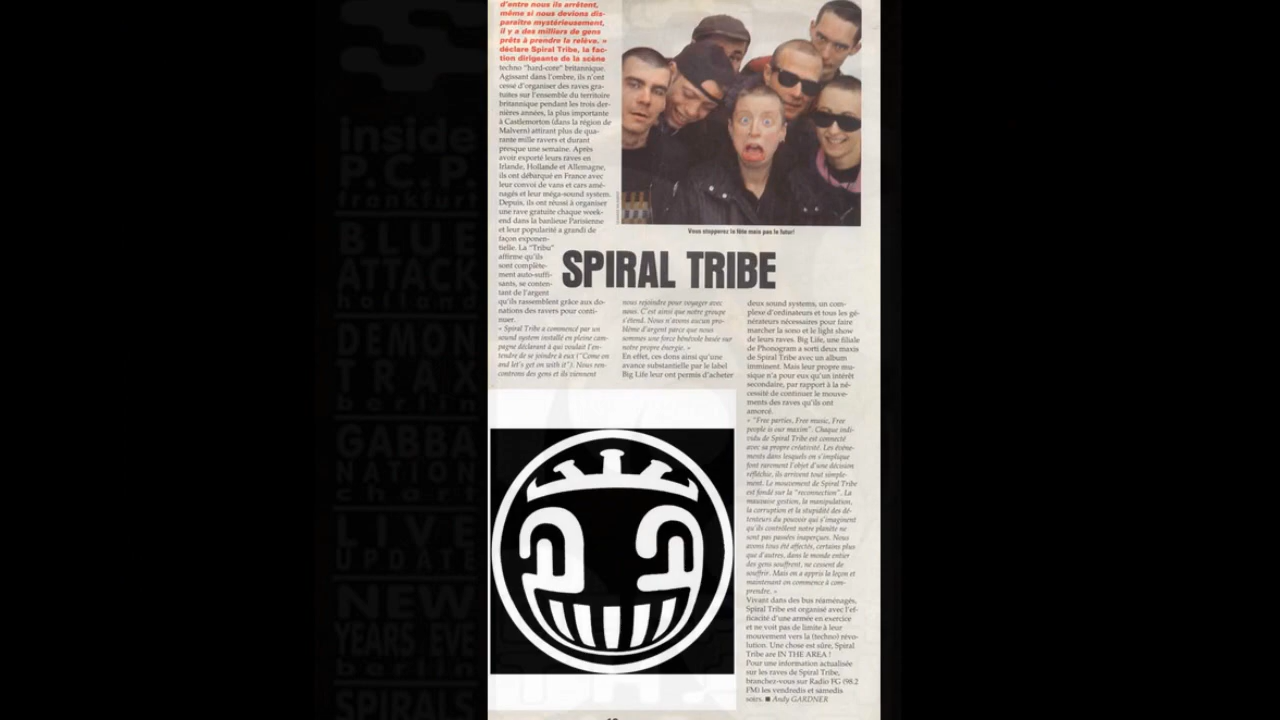 d'entre nous ils arrêtent,
même si nous devions dis-
paraître mystérieusement,
il y a des milliers de gens
prêts à prendre la relève. »
déclare Spiral Tribe, la fac-
tion dirigeante de la scène
techno "hard-core" britannique.
Agissant dans l'ombre, ils n'ont
cessé d'organiser des raves gra-
tuites sur l'ensemble du territoire
britannique pendant les trois der-
nières années, la plus importante
à Castlemorton (dans la région de
Malvern) attirant plus de qua-
rante mille ravers et durant
presque une semaine. Après
avoir exporté leurs raves en
Irlande, Hollande et Allemagne,
ils ont débarqué en France avec
leur convoi de vans et cars amé-
nagés et leur méga-sound system.
Depuis, ils ont réussi à organiser
une rave gratuite chaque week-
end dans la banlieue Parisienne
et leur popularité a grandi de
façon exponen-
tielle. La "Tribu"
affirme qu'ils
sont complète-
ment auto-suffi-
sants, se conten-
tant de l'argent
qu'ils rassemblent grâce aux do-
nations des ravers pour conti-
nuer.
« Spiral Tribe a commencé par un
sound system installé en pleine cam-
pagne déclarant à qui voulait l'en-
tendre de se joindre à eux ("Come on
and let's get on with it"). Nous ren-
controns des gens et ils viennent
Vous stopperez la fête mais pas le futur!
SPIRAL TRIBE
nous rejoindre pour voyager avec
nous. C'est ainsi que notre groupe
s'étend. Nous n'avons aucun pro-
blème d'argent parce que nous
sommes une force bénévole basée sur
notre propre énergie. »
En effet, ces dons ainsi qu'une
avance substantielle par le label
Big Life leur ont permis d'acheter
deux sound systems, un com-
plexe d'ordinateurs et tous les gé-
nérateurs nécessaires pour faire
marcher la sono et le light show
de leurs raves. Big Life, une filiale
de Phonogram a sorti deux maxis
de Spiral Tribe avec un album
imminent. Mais leur propre mu-
sique n'a pour eux qu'un intérêt
secondaire, par rapport à la né-
cessité de continuer le mouve-
ments des raves qu'ils ont
amorcé.
« "Free parties, Free music, Free
people is our maxim". Chaque indi-
vidu de Spiral Tribe est connecté
avec sa propre créativité. Les évène-
ments dans lesquels on s'implique
font rarement l'objet d'une décision
réfléchie, ils arrivent tout simple-
ment. Le mouvement de Spiral Tribe
est fondé sur la "reconnection". La
mauvaise gestion, la manipulation,
la corruption et la stupidité des dé-
tenteurs du pouvoir qui s'imaginent
qu'ils contrôlent notre planète ne
sont pas passées inaperçues. Nous
avons tous été affectés, certains plus
que d'autres, dans le monde entier
des gens souffrent, ne cessent de
souffrir. Mais on a appris la leçon et
maintenant on commence à com-
prendre. »
Vivant dans des bus réaménagés,
Spiral Tribe est organisé avec l'ef-
ficacité d'une armée en exercice
et ne voit pas de limite à leur
mouvement vers la (techno) révo-
lution. Une chose est sûre, Spiral
Tribe are IN THE AREA !
Pour une information actualisée
sur les raves de Spiral Tribe,
branchez-vous sur Radio FG (98.2
FM) les vendredis et samedis
soirs. ■ Andy GARDNER
inside
P.C.P.
frankfurt
BLUE
ATTACK
holland